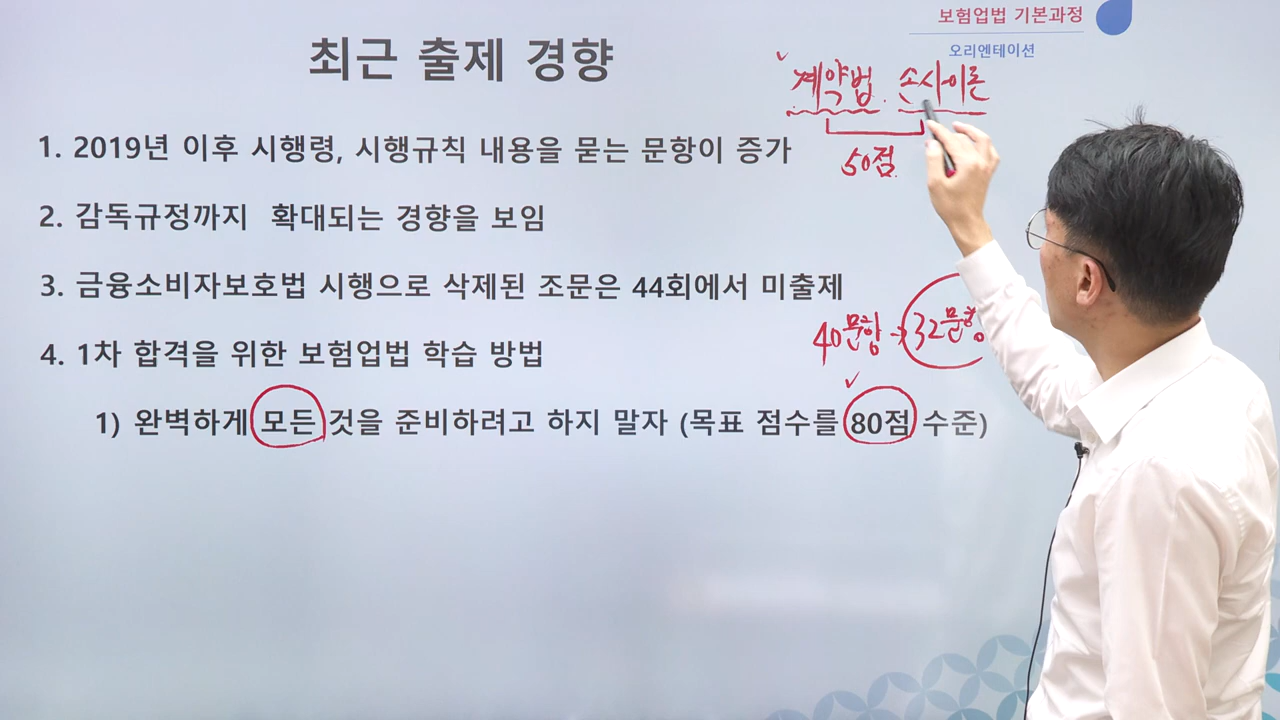 보험업법 기본과정
오리엔테이션
최근 출제 경향
계약법. 손사이론
50점.
1. 2019년 이후 시행령, 시행규칙 내용을 묻는 문항이 증가
2. 감독규정까지 확대되는 경향을 보임
3. 금융소비자보호법 시행으로 삭제된 조문은 44회에서 미출제
40문항 → 32문항
4. 1차 합격을 위한 보험업법 학습 방법
1) 완벽하게 모든 것을 준비하려고 하지 말자 (목표 점수를 80점 수준)